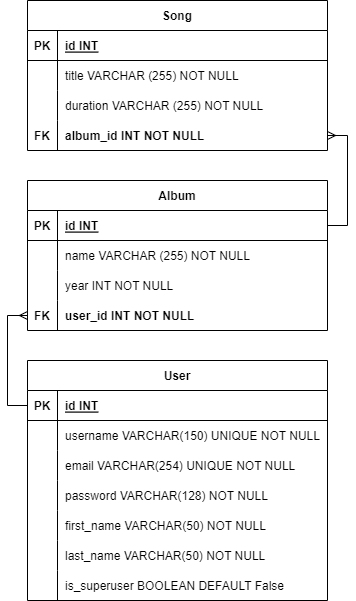 Song
PK id INT
title VARCHAR (255) NOT NULL
duration VARCHAR (255) NOT NULL
FK album_id INT NOT NULL
Album
PK id INT
name VARCHAR (255) NOT NULL
year INT NOT NULL
FK user_id INT NOT NULL
User
PK id INT
username VARCHAR(150) UNIQUE NOT NULL
email VARCHAR(254) UNIQUE NOT NULL
password VARCHAR(128) NOT NULL
first_name VARCHAR(50) NOT NULL
last_name VARCHAR(50) NOT NULL
is_superuser BOOLEAN DEFAULT False